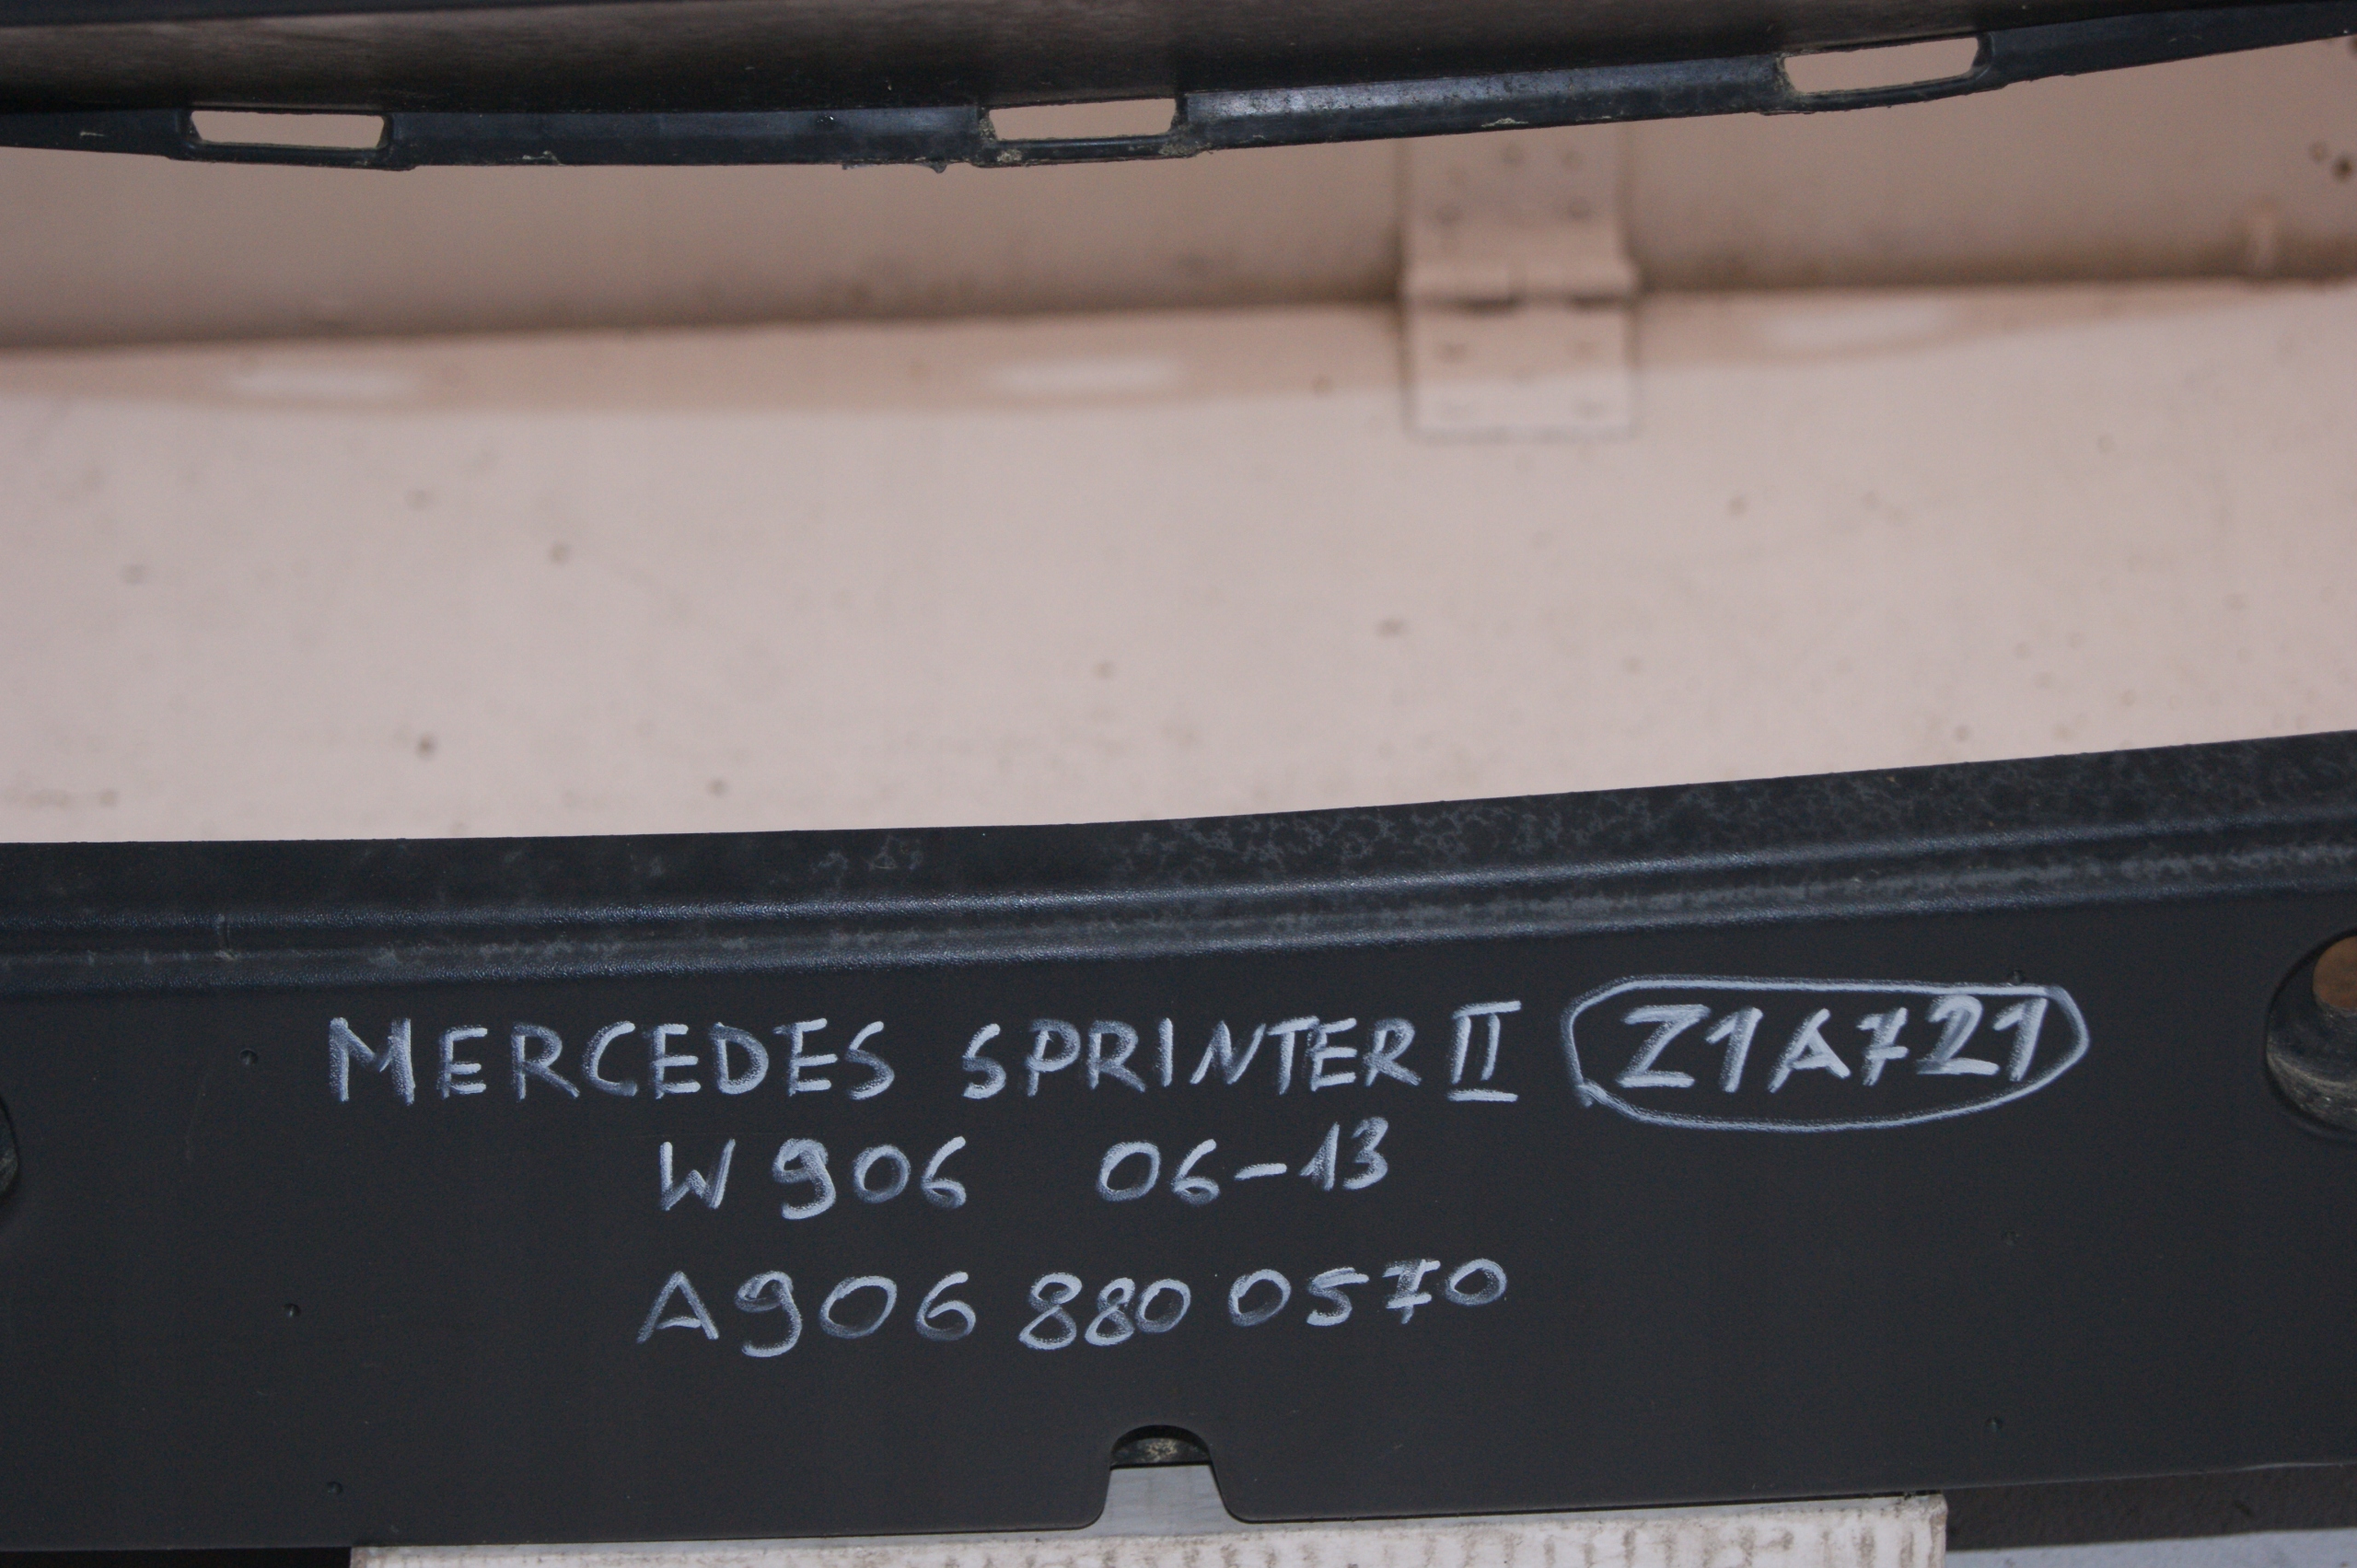 MERCEDES SPRINTER II Z1A721
W906 06-13
A906 880 0570